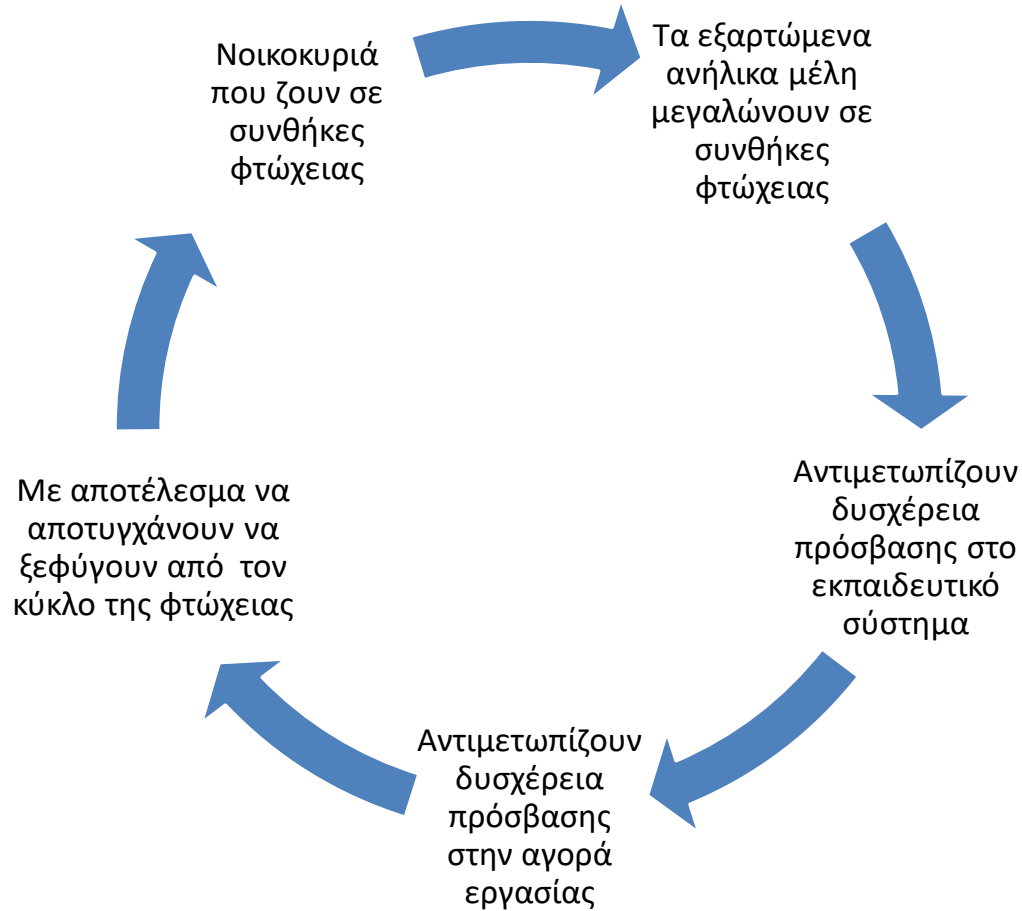 Νοικοκυριά
που ζουν σε
συνθήκες
φτώχειας
Τα εξαρτώμενα
ανήλικα μέλη
μεγαλώνουν σε
συνθήκες
φτώχειας
Αντιμετωπίζουν
δυσχέρεια
πρόσβασης στο
εκπαιδευτικό
σύστημα
Αντιμετωπίζουν
δυσχέρεια
πρόσβασης
στην αγορά
εργασίας
Με αποτέλεσμα να
αποτυγχάνουν να
ξεφύγουν από τον
κύκλο της φτώχειας